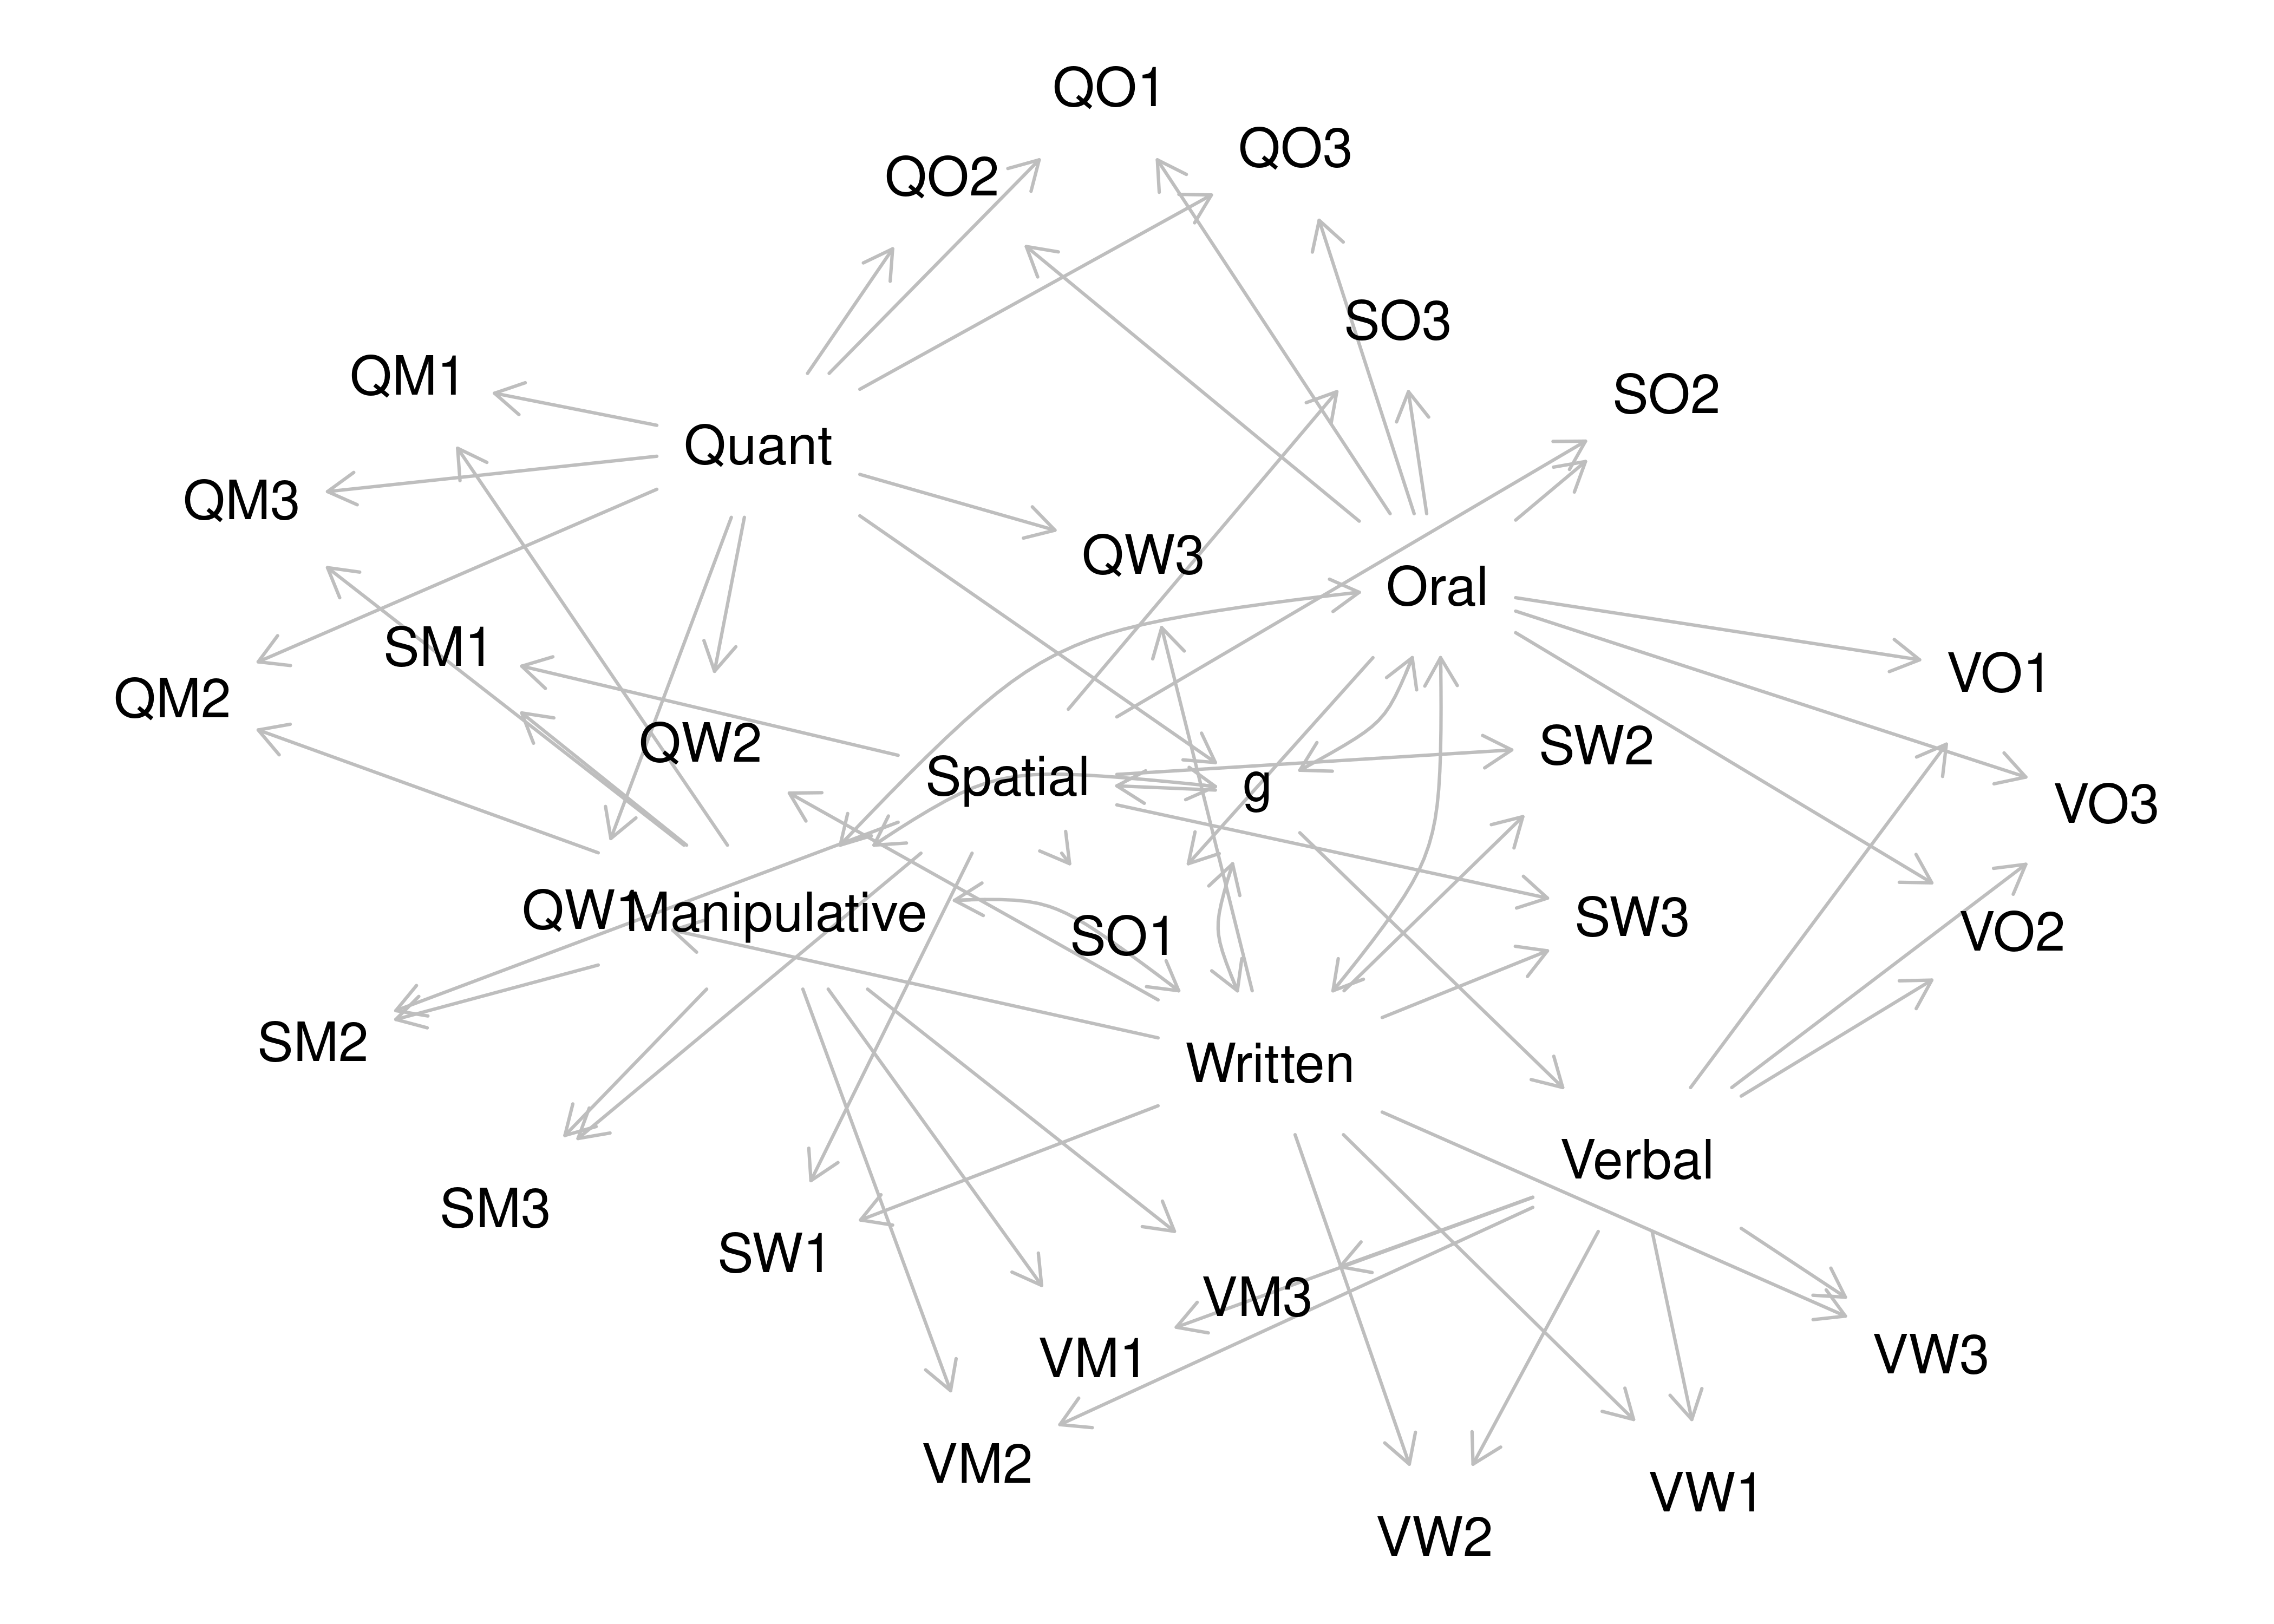 QO1
QO3
QO2
SO3
QM1
SO2
Quant
QM3
QW3
Oral
SM1
VO1
QM2
QW2
SW2
Spatial
g
VO3
QW1
Manipulative
SW3
SO1
VO2
SM2
Written
Verbal
SM3
SW1
VM3
VM1
VW3
VM2
VW1
VW2